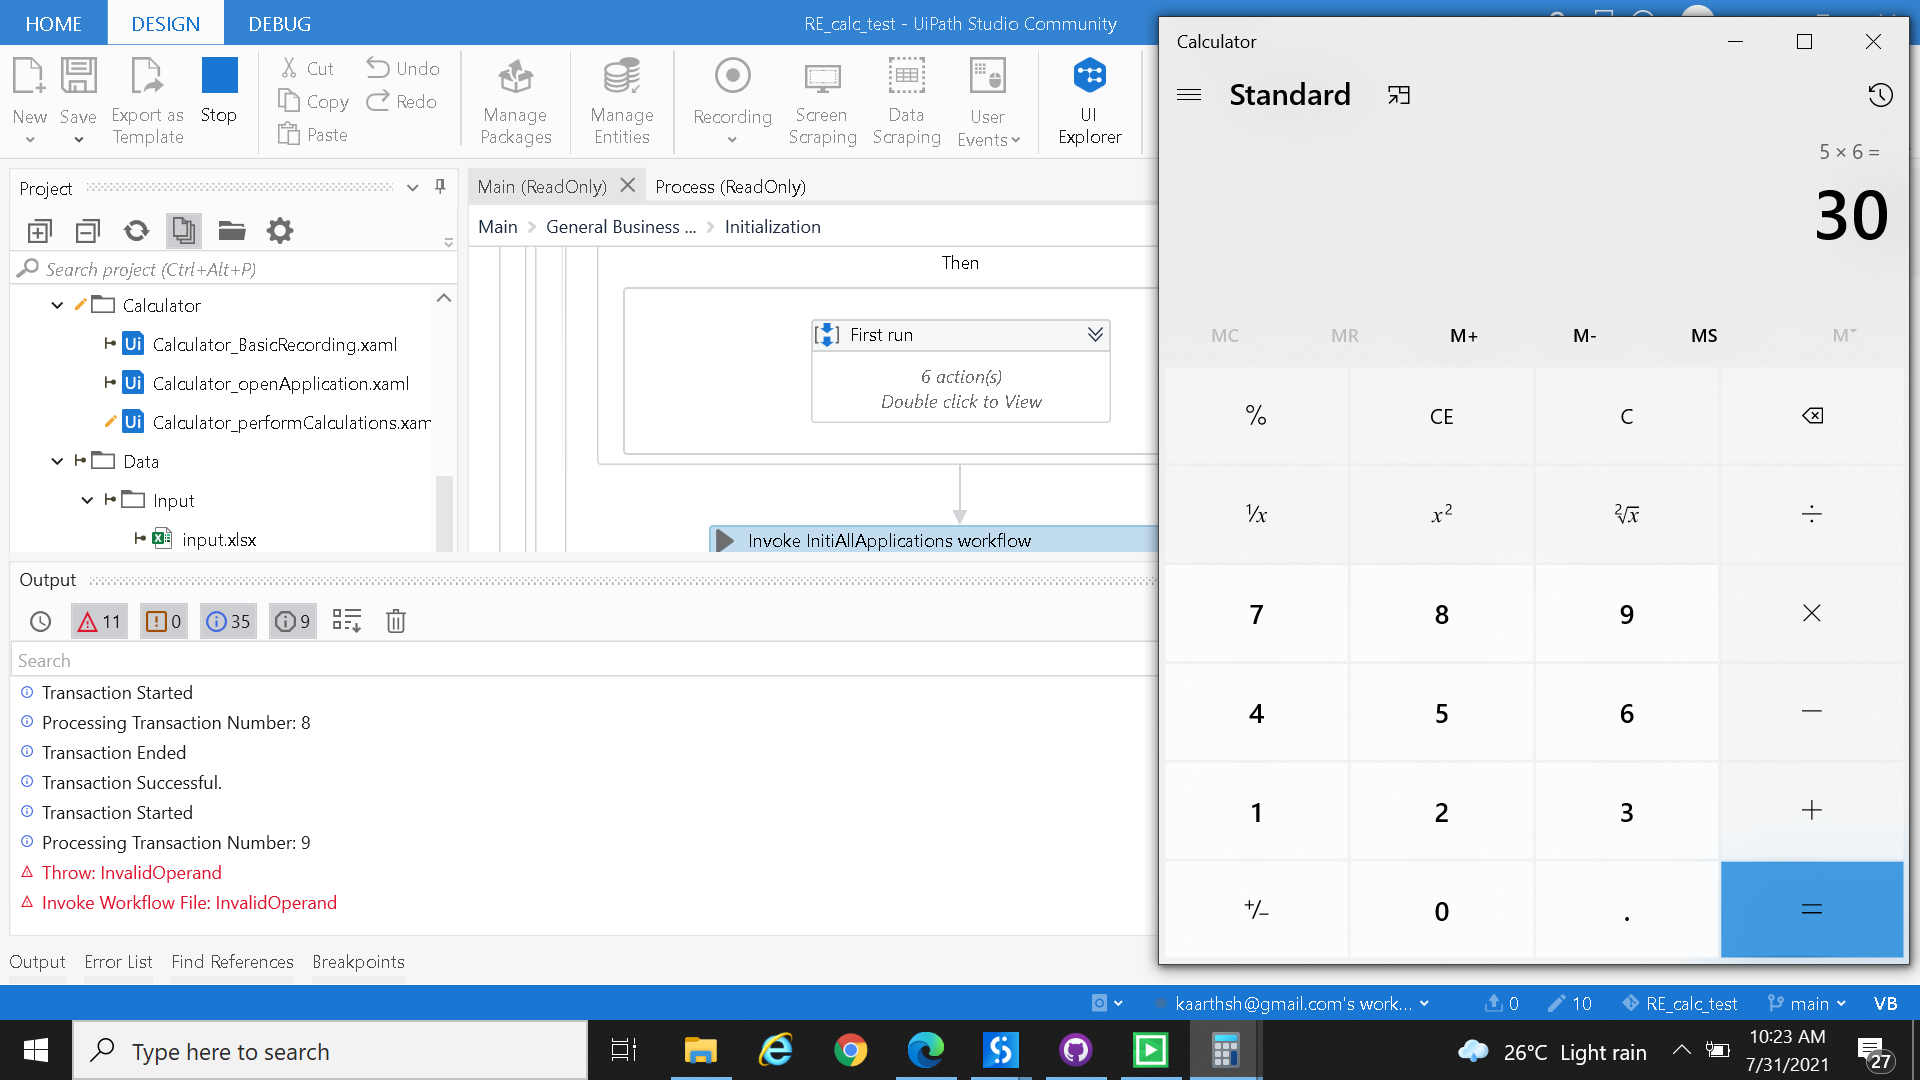 HOME DESIGN DEBUG
RE_calc_test - UiPath Studio Community
New
Save
Export as
Template
Stop
Cut
Copy
Paste
Undo
Redo
Manage
Packages
Manage
Entities
Recording
Screen
Scraping
Data
Scraping
User
Events
UI
Explorer
Project
Search project (Ctrl+Alt+P)
Calculator
Ui Calculator_BasicRecording.xaml
Ui Calculator_openApplication.xaml
Ui Calculator_performCalculations.xam
Data
Input
input.xlsx
Main (ReadOnly) Process (ReadOnly)
Main General Business ... Initialization
Then
First run
6 action(s)
Double click to View
Invoke InitiAllApplications workflow
Output
11 0 35 9
Search
Transaction Started
Processing Transaction Number: 8
Transaction Ended
Transaction Successful.
Transaction Started
Processing Transaction Number: 9
Throw: InvalidOperand
Invoke Workflow File: InvalidOperand
Output Error List Find References Breakpoints
Calculator
Standard
5 × 6 =
30
MC MR M+ M- MS M˅
% CE C
¹/x x² ²√x ÷
7 8 9 ×
4 5 6 −
1 2 3 +
+/− 0 . =
kaarthsh@gmail.com's work... 0 10 RE_calc_test main VB
Type here to search
26°C Light rain
10:23 AM
7/31/2021
27